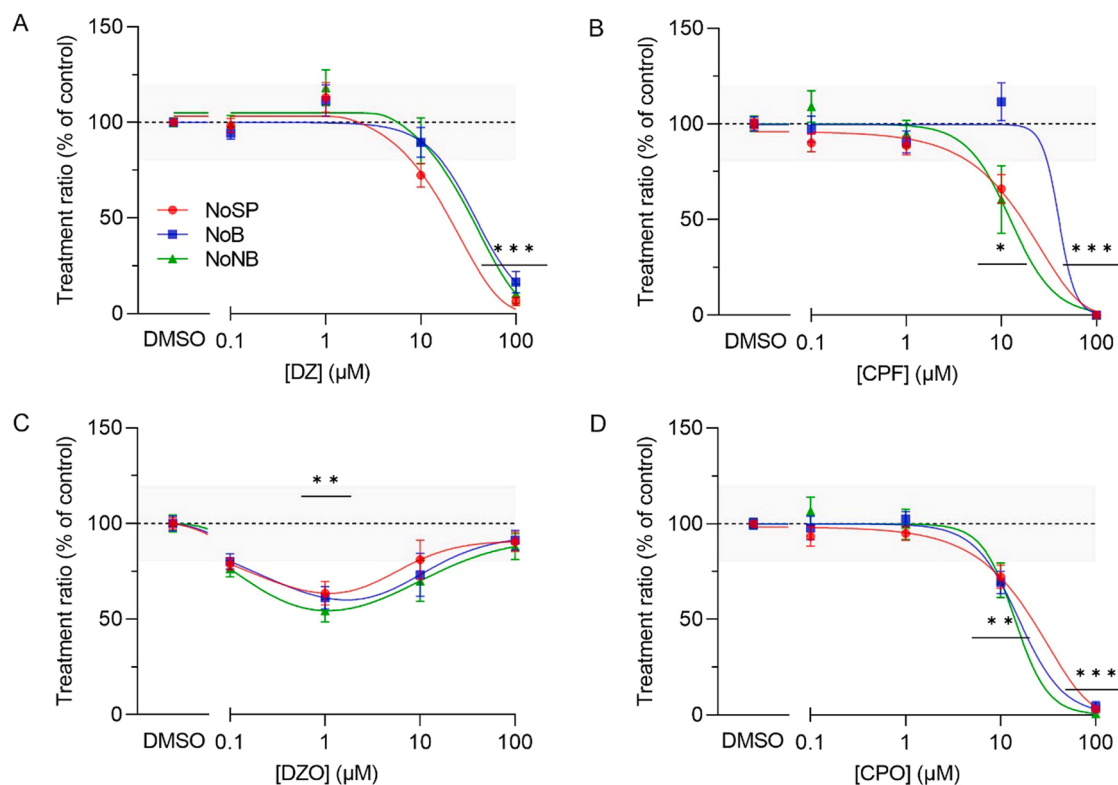 A
Treatment ratio (% of control)
150
100
50
0
NoSP
NoB
NoNB
***
DMSO 0.1 1 10 100
[DZ] (µM)
B
Treatment ratio (% of control)
150
100
50
0
*
***
DMSO 0.1 1 10 100
[CPF] (µM)
C
Treatment ratio (% of control)
150
100
50
0
**
DMSO 0.1 1 10 100
[DZO] (µM)
D
Treatment ratio (% of control)
150
100
50
0
**
***
DMSO 0.1 1 10 100
[CPO] (µM)